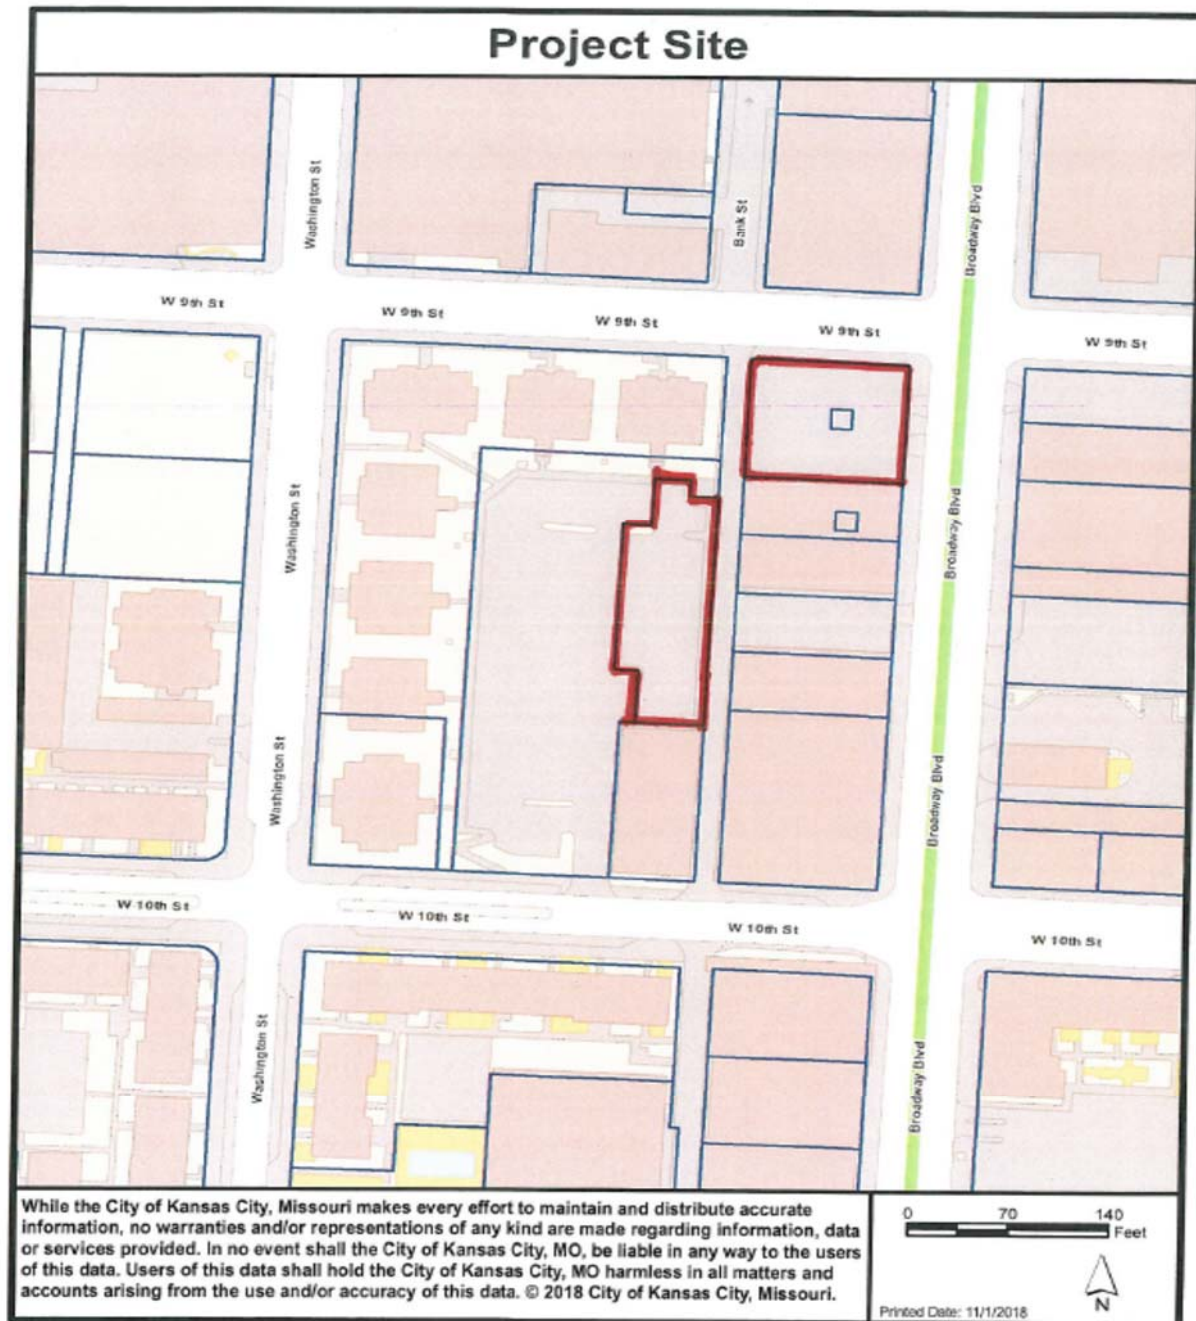 Project Site
Washington St
Bank St
Broadway Blvd
Broadway Blvd
W 9th St
W 9th St
W 9th St
W 9th St
W 9th St
Washington St
Broadway Blvd
Washington St
Broadway Blvd
W 10th St
W 10th St
W 10th St
W 10th St
Washington St
Broadway Blvd
While the City of Kansas City, Missouri makes every effort to maintain and distribute accurate
information, no warranties and/or representations of any kind are made regarding information, data
or services provided. In no event shall the City of Kansas City, MO, be liable in any way to the users
of this data. Users of this data shall hold the City of Kansas City, MO harmless in all matters and
accounts arising from the use and/or accuracy of this data. © 2018 City of Kansas City, Missouri.
0 70 140
Feet
N
Printed Date: 11/1/2018